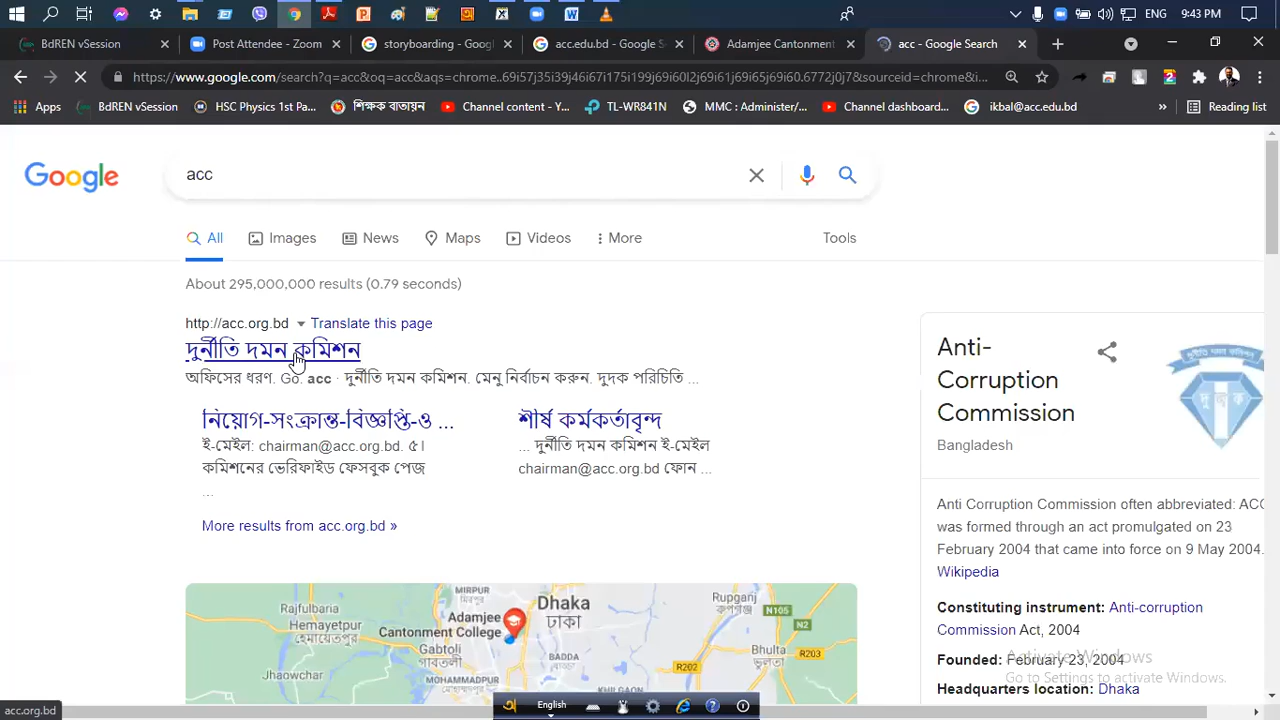 ENG
9:43 PM
BdREN vSession
Post Attendee - Zoom
storyboarding - Goog
acc.edu.bd - Google S
Adamjee Cantonment
acc - Google Search
https://www.google.com/search?q=acc&oq=acc&aqs=chrome..69i57j35i39j46i67i175i199j69i60l2j69i61j69i65j69i60.6772j0j7&sourceid=chrome&i...
Apps
BdREN vSession
HSC Physics 1st Pa...
শিক্ষক বাতায়ন
Channel content - Y...
TL-WR841N
MMC : Administer/...
Channel dashboard...
ikbal@acc.edu.bd
»
Reading list
Google
acc
All
Images
News
Maps
Videos
More
Tools
About 295,000,000 results (0.79 seconds)
http://acc.org.bd
Translate this page
দুর্নীতি দমন কমিশন
অফিসের ধরণ. Go. acc · দুর্নীতি দমন কমিশন. মেনু নির্বাচন করুন. দুদক পরিচিতি ...
নিয়োগ-সংক্রান্ত-বিজ্ঞপ্তি-ও ...
ই-মেইল: chairman@acc.org.bd. ৫।
কমিশনের ভেরিফাইড ফেসবুক পেজ
...
শীর্ষ কর্মকর্তাবৃন্দ
... দুর্নীতি দমন কমিশন ই-মেইল
chairman@acc.org.bd ফোন ...
More results from acc.org.bd »
MIRPUR
মিরপুর
Rajfulbaria
হেমায়েতপুর
Hemayetpur
Adamjee
Cantonment College
Gabtoli
গাবতলী
MOHAMMADPUR
Jhaowchar
Dhaka
ঢাকা
BADDA
বাড্ডা
KHILGAON
Rupganj
রূপগঞ্জ
Purbagaon
Bhulta
ভুলতা
N105
N2
R202
R203
Anti-
Corruption
Commission
Bangladesh
দুদক
Anti Corruption Commission often abbreviated: ACC
was formed through an act promulgated on 23
February 2004 that came into force on 9 May 2004.
Wikipedia
Constituting instrument: Anti-corruption
Commission Act, 2004
Founded: February 23, 2004
Headquarters location: Dhaka
Activate Windows
Go to Settings to activate Windows.
acc.org.bd
অ
English